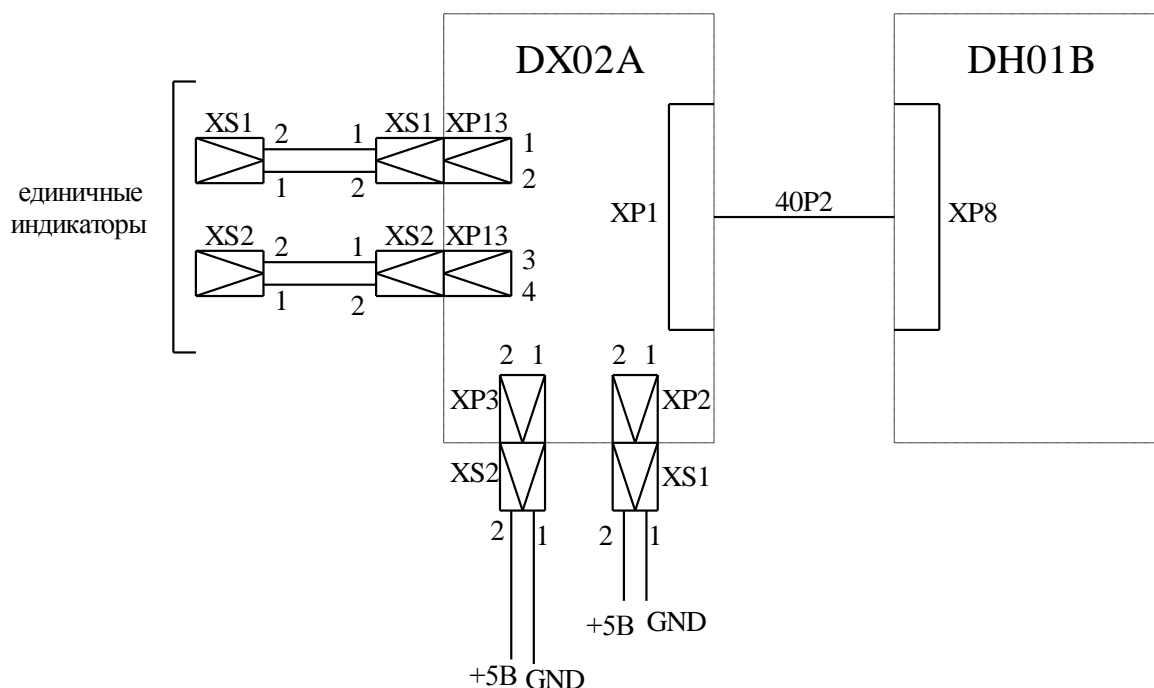 DX02A
DH01B
XS1
2
1
XS1
XP13
1
1
2
2
единичные
индикаторы
XP1
40P2
XP8
XS2
2
1
XS2
XP13
3
1
2
4
2
1
2
1
XP3
XP2
XS2
XS1
2
1
2
1
+5В
GND
+5В
GND